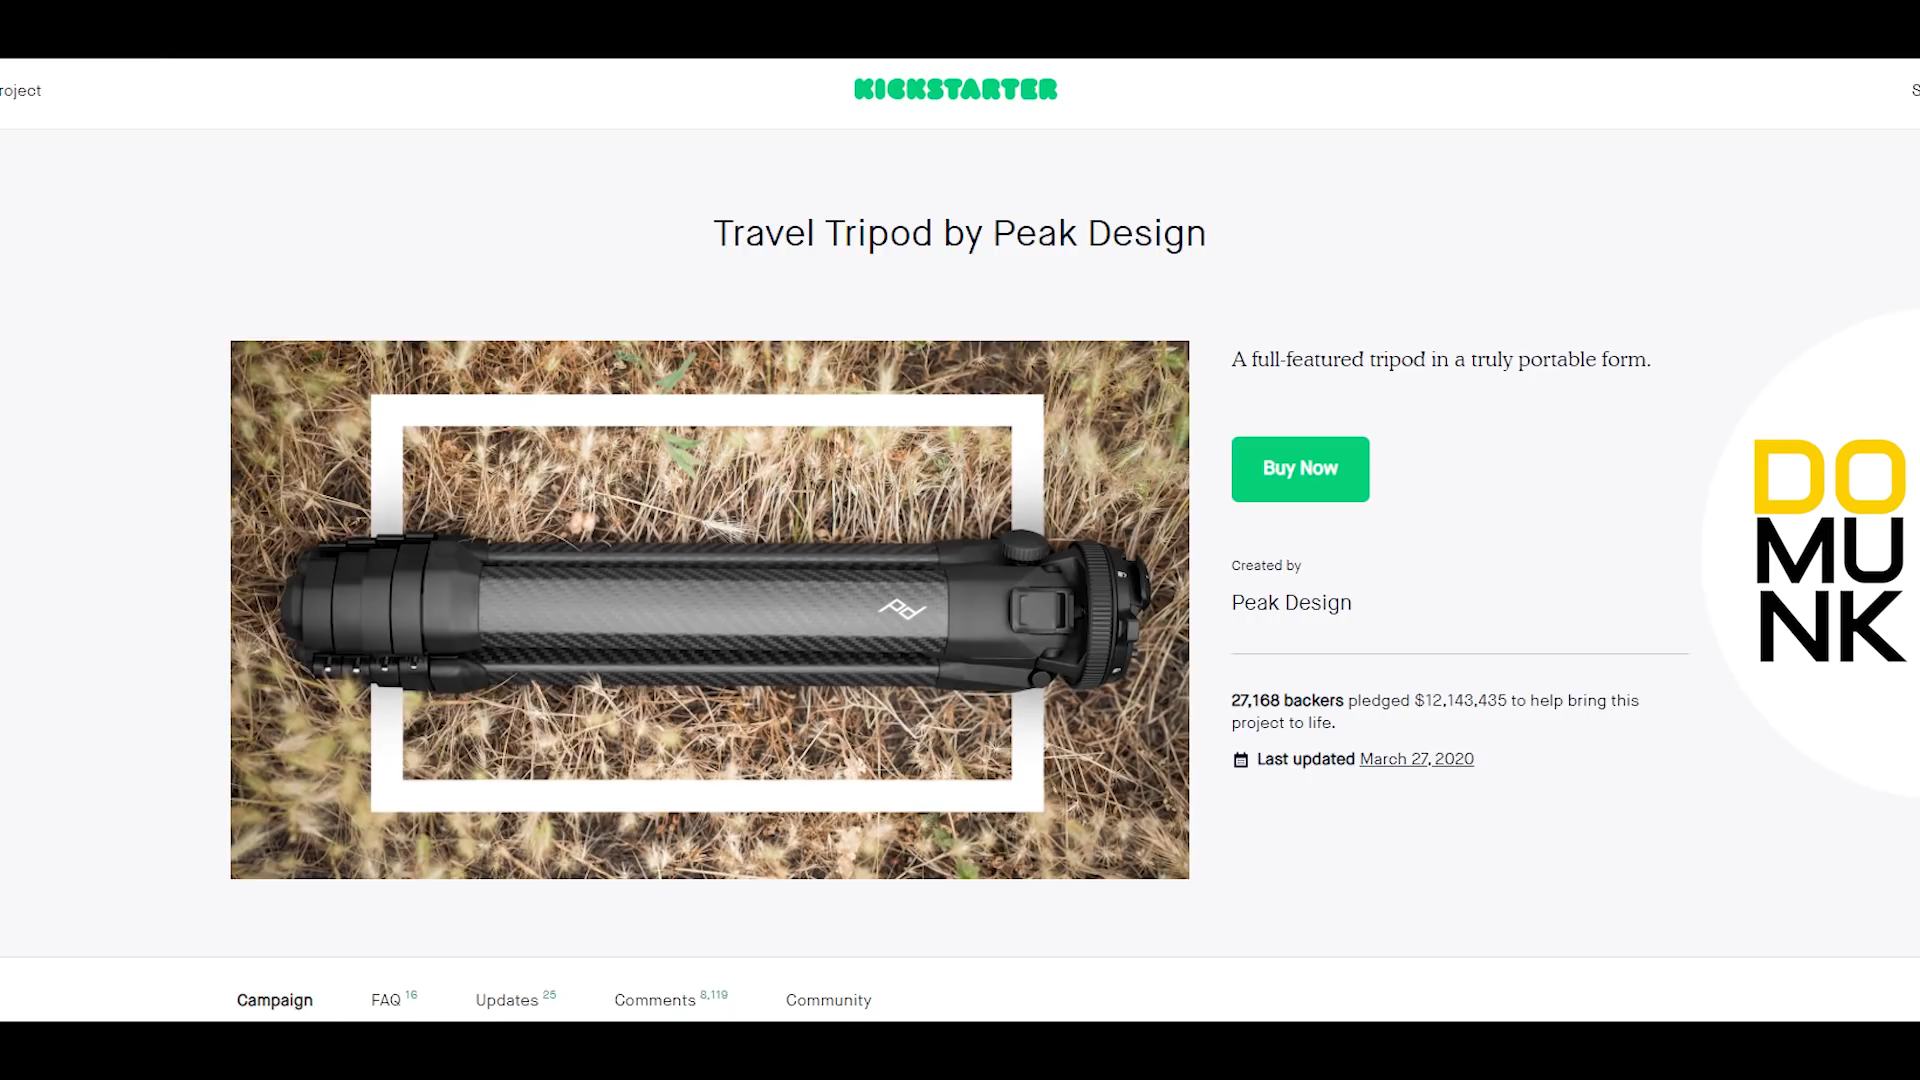 roject
KICKSTARTER
S
Travel Tripod by Peak Design
A full-featured tripod in a truly portable form.
Buy Now
Created by
Peak Design
27,168 backers pledged $12,143,435 to help bring this
project to life.
Last updated March 27, 2020
DO
MU
NK
pd
Campaign FAQ 16 Updates 25 Comments 8,119 Community